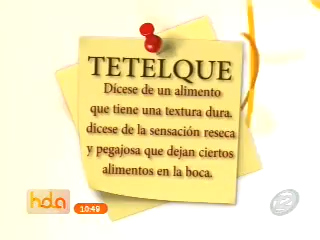 TETELQUE
Dícese de un alimento
que tiene una textura dura.
dícese de la sensación reseca
y pegajosa que dejan ciertos
alimentos en la boca.
hda
10:49